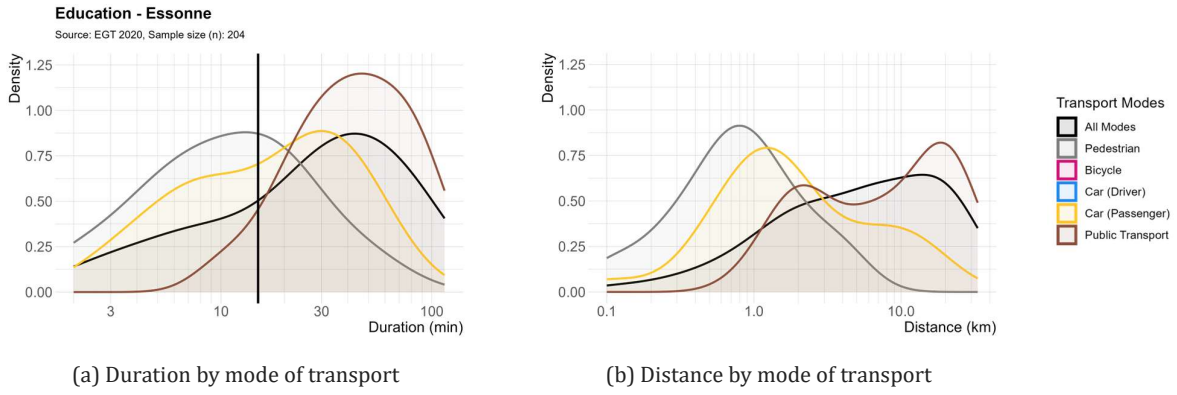 Education - Essonne
Source: EGT 2020, Sample size (n): 204
Density
1.25
1.00
0.75
0.50
0.25
0.00
3
10
30
100
Duration (min)
(a) Duration by mode of transport
Density
1.25
1.00
0.75
0.50
0.25
0.00
0.1
1.0
10.0
Distance (km)
(b) Distance by mode of transport
Transport Modes
All Modes
Pedestrian
Bicycle
Car (Driver)
Car (Passenger)
Public Transport